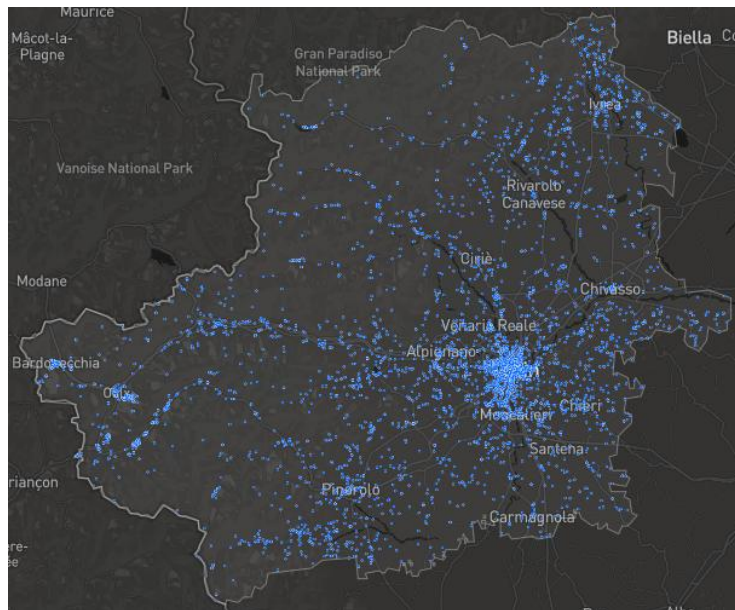 Maurice
Mâcot-la-
Plagne
Gran Paradiso
National Park
Biella
Vanoise National Park
Ivrea
Rivarolo
Canavese
Ciriè
Modane
Chivasso
Venaria Reale
Bardonecchia
Alpignano
Moncalieri
Chieri
Santena
riançon
Pinerolo
Carmagnola